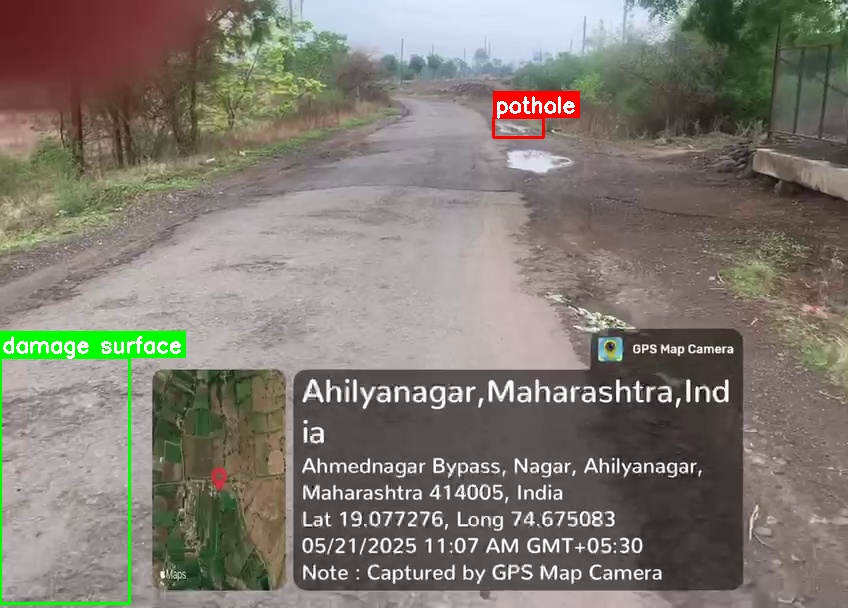 pothole
damage surface
GPS Map Camera
Ahilyanagar,Maharashtra,Ind
ia
Ahmednagar Bypass, Nagar, Ahilyanagar,
Maharashtra 414005, India
Lat 19.077276, Long 74.675083
05/21/2025 11:07 AM GMT+05:30
Note : Captured by GPS Map Camera
Maps